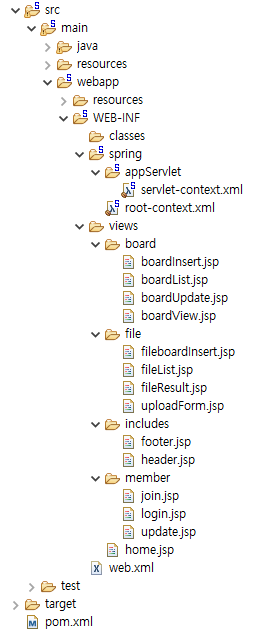 src
main
java
resources
webapp
resources
WEB-INF
classes
spring
appServlet
servlet-context.xml
root-context.xml
views
board
boardInsert.jsp
boardList.jsp
boardUpdate.jsp
boardView.jsp
file
fileboardInsert.jsp
fileList.jsp
fileResult.jsp
uploadForm.jsp
includes
footer.jsp
header.jsp
member
join.jsp
login.jsp
update.jsp
home.jsp
web.xml
test
target
pom.xml